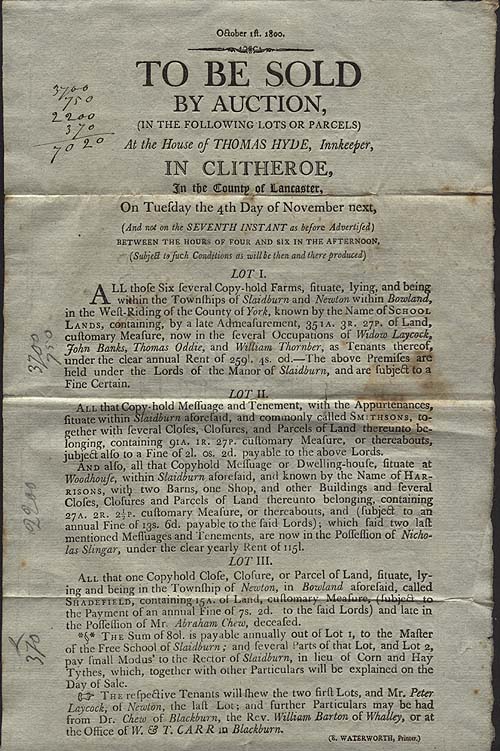 October 1ſt. 1800.
TO BE SOLD
BY AUCTION,
(IN THE FOLLOWING LOTS OR PARCELS)
At the Houſe of THOMAS HYDE, Innkeeper,
IN CLITHEROE,
In the County of Lancaſter,
On Tueſday the 4th Day of November next,
(And not on the SEVENTH INSTANT as before Advertiſed)
BETWEEN THE HOURS OF FOUR AND SIX IN THE AFTERNOON,
(Subject to ſuch Conditions as will be then and there produced)
3700
750
2200
370
7020
LOT I.
ALL thoſe Six ſeveral Copy-hold Farms, ſituate, lying, and being
within the Townſhips of Slaidburn and Newton within Bowland,
in the Weſt-Riding of the County of York, known by the Name of SCHOOL
LANDS, containing, by a late Admeaſurement, 351A. 3R. 27P. of Land,
cuſtomary Meaſure, now in the ſeveral Occupations of Widow Laycock,
John Banks, Thomas Oddie, and William Thornber, as Tenants thereof,
under the clear annual Rent of 259l. 4s. 0d.—The above Premiſes are
held under the Lords of the Manor of Slaidburn, and are ſubject to a
Fine Certain.
3700
750
LOT II.
ALL that Copy-hold Meſſuage and Tenement, with the Appurtenances,
ſituate within Slaidburn aforeſaid, and commonly called SMITHSONS, to-
gether with ſeveral Cloſes, Cloſures, and Parcels of Land thereunto be-
longing, containing 91A. 1R. 27P. cuſtomary Meaſure, or thereabouts,
ſubject alſo to a Fine of 2l. 0s. 2d. payable to the above Lords.
AND alſo, all that Copyhold Meſſuage or Dwelling-houſe, ſituate at
Woodhouſe, within Slaidburn aforeſaid, and known by the Name of HAR-
RISONS, with two Barns, one Shop, and other Buildings and ſeveral
Cloſes, Cloſures and Parcels of Land thereunto belonging, containing
27A. 2R. 2½P. cuſtomary Meaſure, or thereabouts, and (ſubject to an
annual Fine of 13s. 6d. payable to the ſaid Lords); which ſaid two laſt
mentioned Meſſuages and Tenements, are now in the Poſſeſſion of Nicho-
las Slingar, under the clear yearly Rent of 115l.
2200
LOT III.
ALL that one Copyhold Cloſe, Cloſure, or Parcel of Land, ſituate, ly-
ing and being in the Townſhip of Newton, in Bowland aforeſaid, called
SHADEFIELD, containing 15A. of Land, cuſtomary Meaſure, (ſubject to
the Payment of an annual Fine of 7s. 2d. to the ſaid Lords) and late in
the Poſſeſſion of Mr. Abraham Chew, deceaſed.
370
*§* THE Sum of 80l. is payable annually out of Lot 1, to the Maſter
of the Free School of Slaidburn; and ſeveral Parts of that Lot, and Lot 2,
pay ſmall Modus' to the Rector of Slaidburn, in lieu of Corn and Hay
Tythes, which, together with other Particulars will be explained on the
Day of Sale.
☞ THE reſpective Tenants will ſhew the two firſt Lots, and Mr. Peter
Laycock, of Newton, the laſt Lot; and further Particulars may be had
from Dr. Chew of Blackburn, the Rev. William Barton of Whalley, or at
the Office of W. & T. CARR in Blackburn.
(E. WATERWORTH, Printer.)